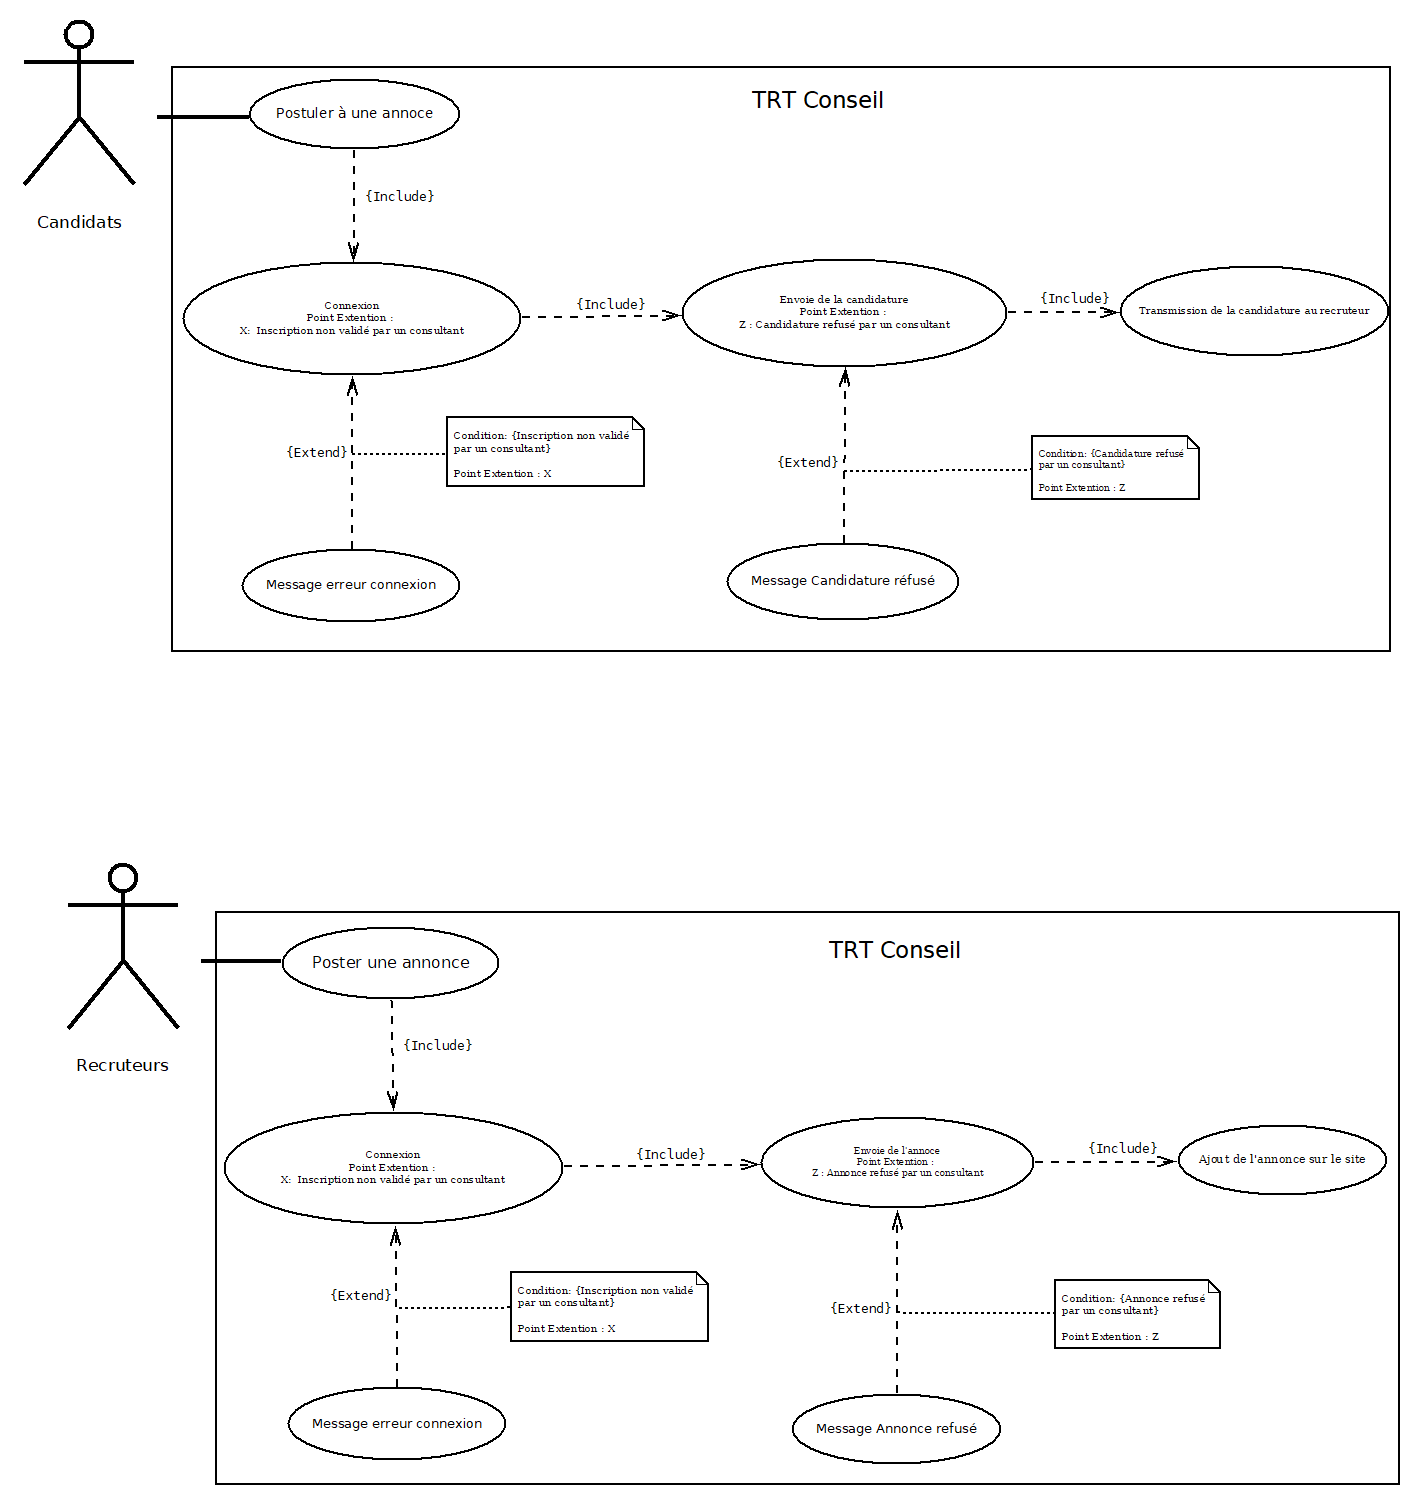 TRT Conseil
Postuler à une annoce
{Include}
Candidats
Connexion
Point Extention :
X:  Inscription non validé par un consultant
{Include}
Envoie de la candidature
Point Extention :
Z : Candidature refusé par un consultant
{Include}
Transmission de la candidature au recruteur
{Extend}
Condition: {Inscription non validé
par un consultant}
Point Extention : X
{Extend}
Condition: {Candidature refusé
par un consultant}
Point Extention : Z
Message erreur connexion
Message Candidature réfusé
TRT Conseil
Poster une annonce
{Include}
Recruteurs
Connexion
Point Extention :
X:  Inscription non validé par un consultant
{Include}
Envoie de l'annoce
Point Extention :
Z : Annonce refusé par un consultant
{Include}
Ajout de l'annonce sur le site
{Extend}
Condition: {Inscription non validé
par un consultant}
Point Extention : X
{Extend}
Condition: {Annonce refusé
par un consultant}
Point Extention : Z
Message erreur connexion
Message Annonce refusé